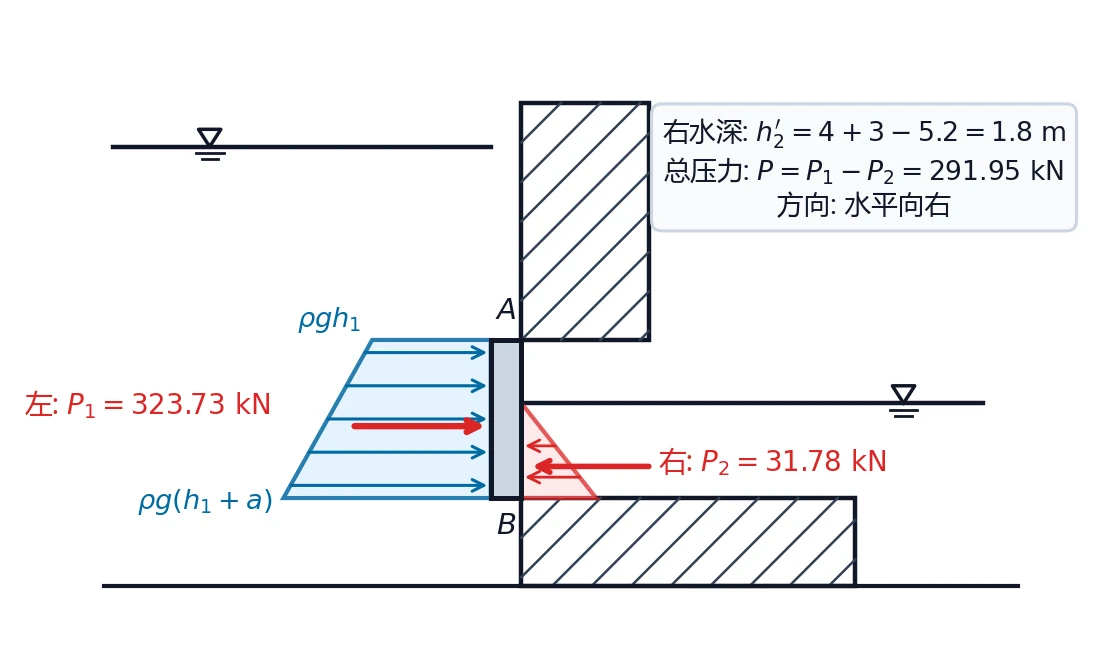 右水深: h₂′ = 4 + 3 − 5.2 = 1.8 m
总压力: P = P₁ − P₂ = 291.95 kN
方向: 水平向右
A
ρgh₁
左: P₁ = 323.73 kN
右: P₂ = 31.78 kN
ρg(h₁ + a)
B